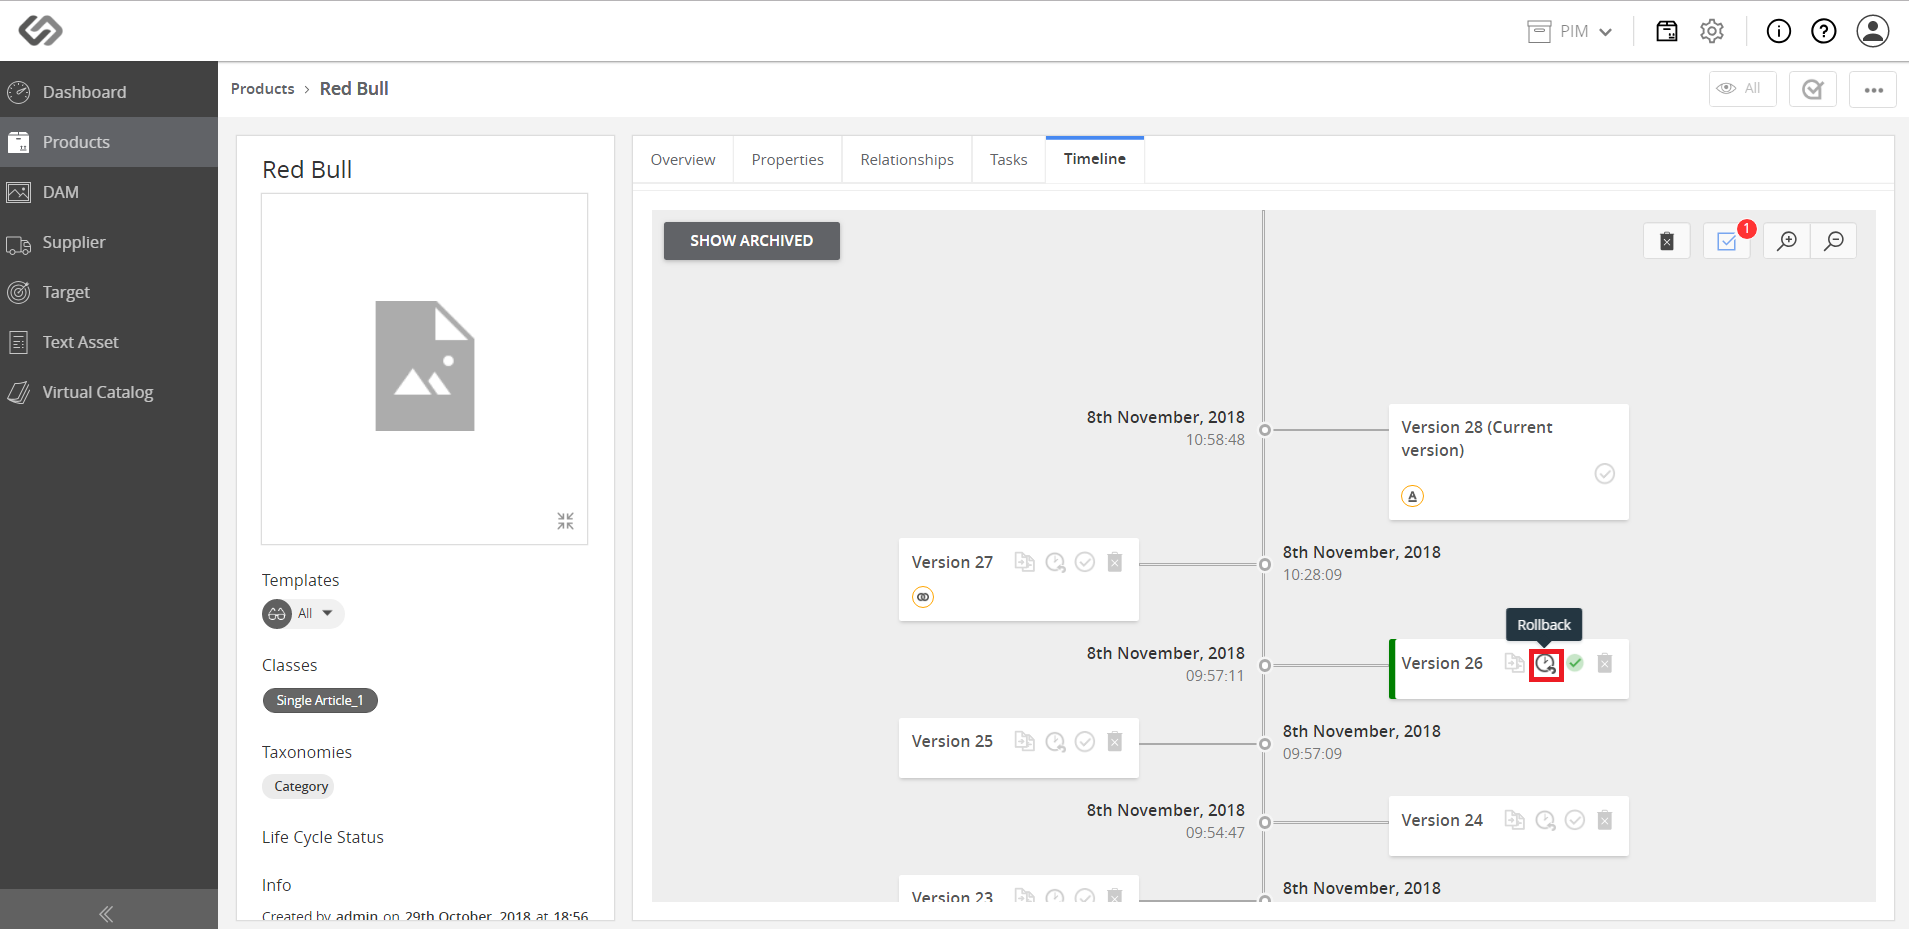 PIM
Dashboard
Products
DAM
Supplier
Target
Text Asset
Virtual Catalog
Products › Red Bull
All
Red Bull
Templates
All
Classes
Single Article_1
Taxonomies
Category
Life Cycle Status
Info
Created by admin on 29th October, 2018 at 18:56
Overview
Properties
Relationships
Tasks
Timeline
SHOW ARCHIVED
1
8th November, 2018
10:58:48
Version 28 (Current
version)
A
Version 27
8th November, 2018
10:28:09
Rollback
8th November, 2018
09:57:11
Version 26
Version 25
8th November, 2018
09:57:09
8th November, 2018
09:54:47
Version 24
Version 23
8th November, 2018